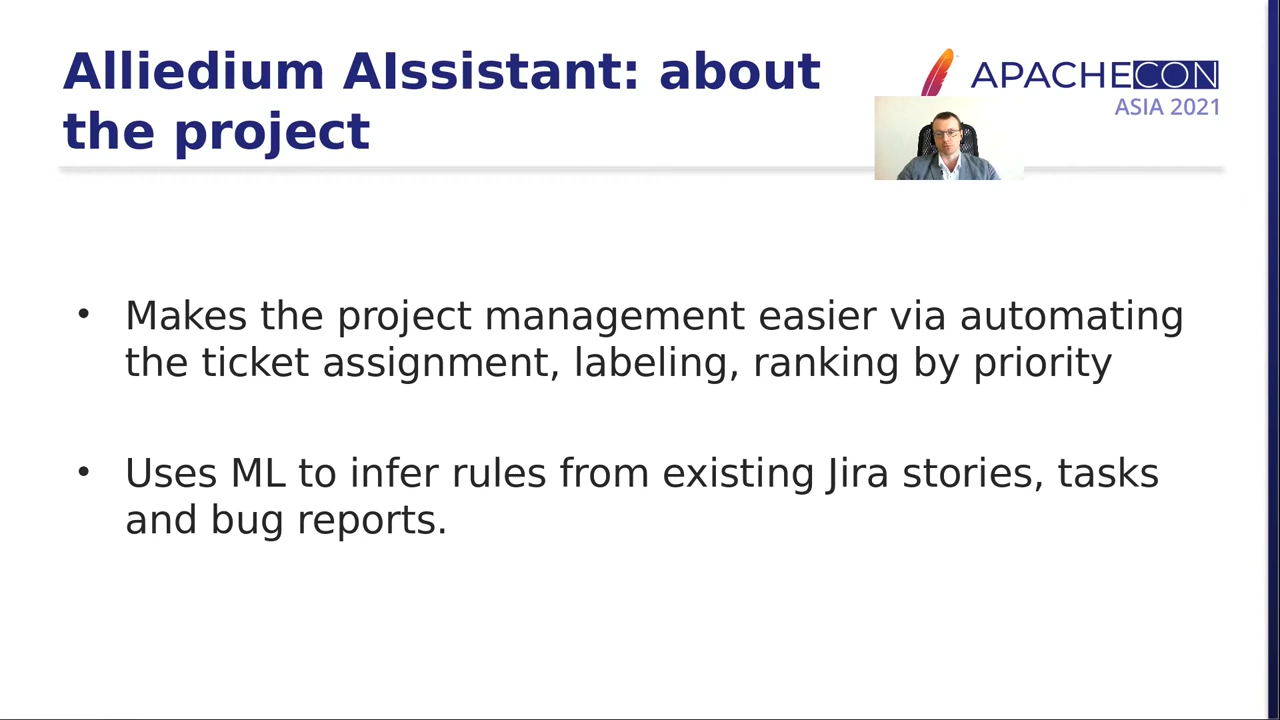 Alliedium AIssistant: about
the project
APACHECON
ASIA 2021
• Makes the project management easier via automating
the ticket assignment, labeling, ranking by priority
• Uses ML to infer rules from existing Jira stories, tasks
and bug reports.